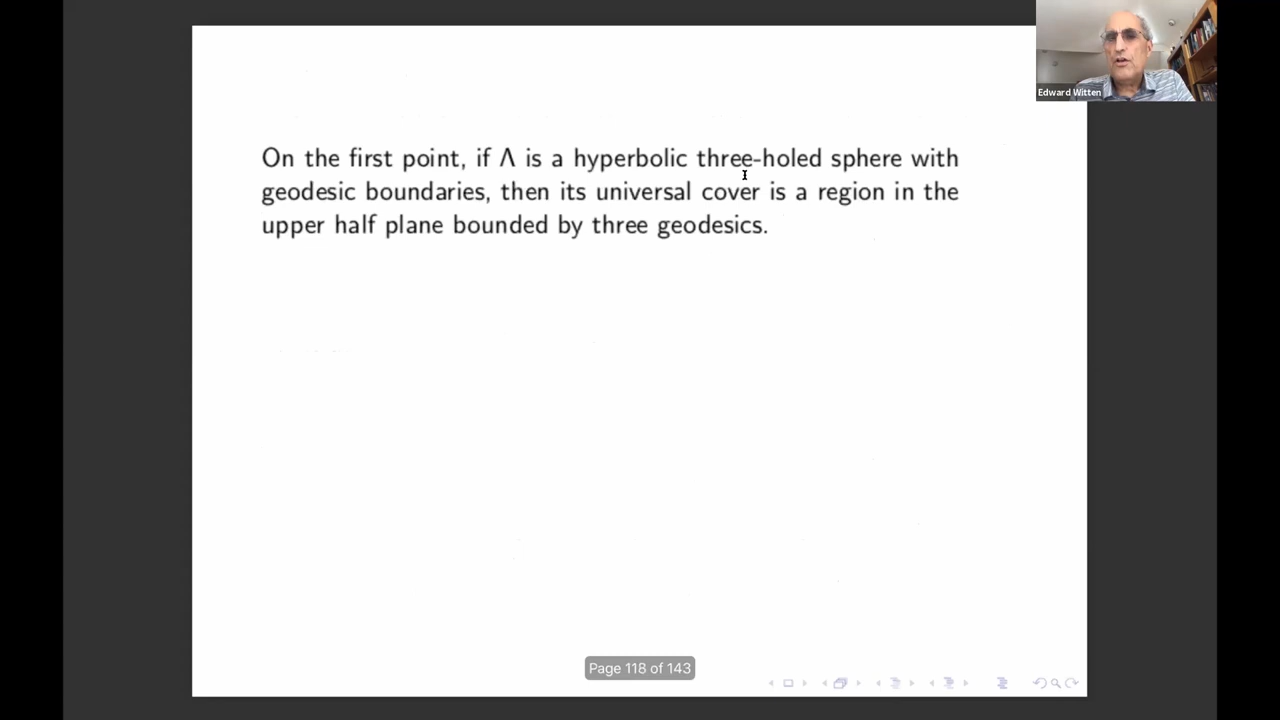 Edward Witten
On the first point, if Λ is a hyperbolic three-holed sphere with
geodesic boundaries, then its universal cover is a region in the
upper half plane bounded by three geodesics.
Page 118 of 143